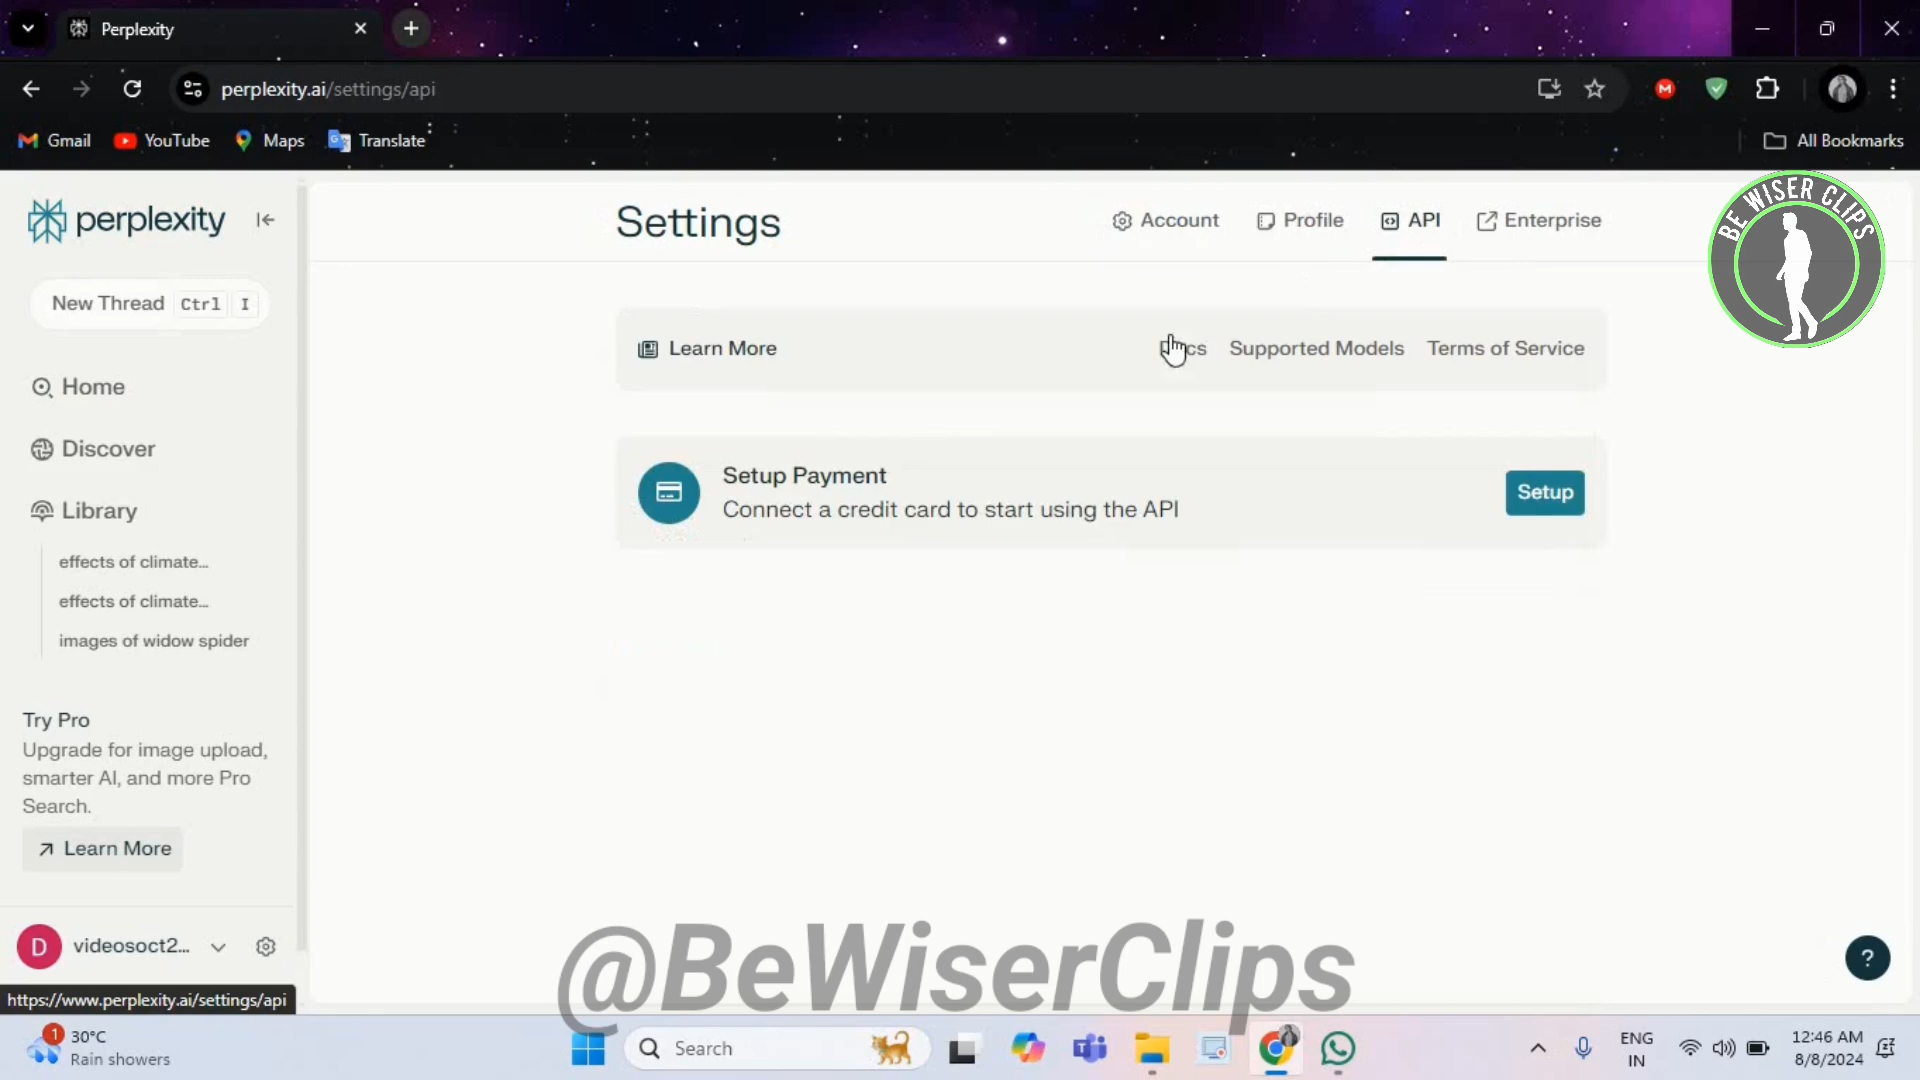 Perplexity
perplexity.ai/settings/api
Gmail YouTube Maps Translate All Bookmarks
perplexity
Settings Account Profile API Enterprise
BE WISER CLIPS
New Thread Ctrl I
Learn More Supported Models Terms of Service
Home
Discover
Library
effects of climate...
effects of climate...
images of widow spider
Setup Payment
Connect a credit card to start using the API
Setup
Try Pro
Upgrade for image upload,
smarter AI, and more Pro
Search.
Learn More
D videosoct2...
?
https://www.perplexity.ai/settings/api
@BeWiserClips
1
30°C
Rain showers
Search
ENG
IN
12:46 AM
8/8/2024